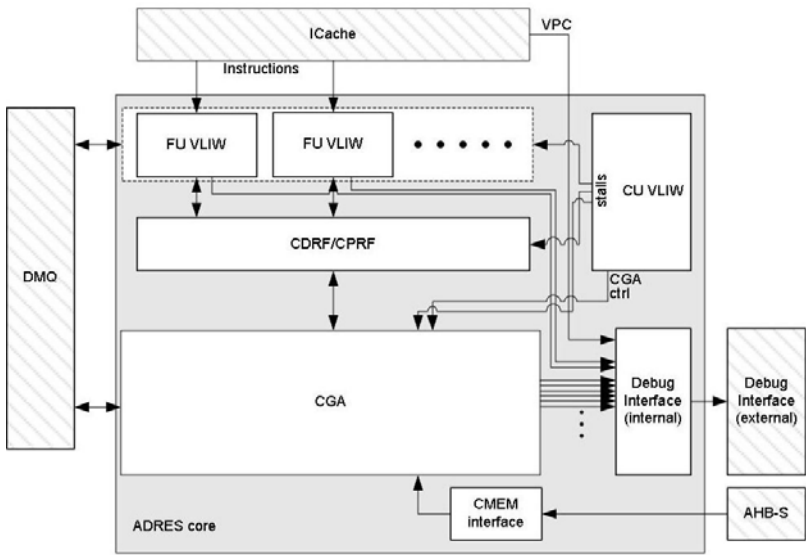 ICache
VPC
Instructions
FU VLIW
FU VLIW
stalls
CU VLIW
CDRF/CPRF
DMQ
CGA
ctrl
CGA
Debug
Interface
(internal)
Debug
Interface
(external)
CMEM
interface
AHB-S
ADRES core